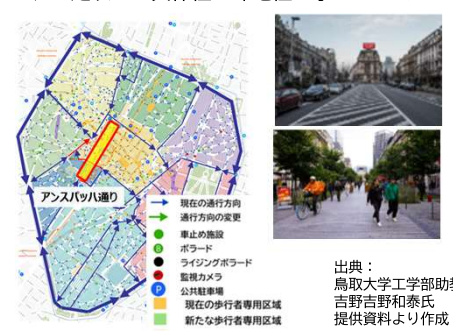 アンスパッハ通り
現在の通行方向
通行方向の変更
車止め施設
B ボラード
ライジングボラード
監視カメラ
P 公共駐車場
現在の歩行者専用区域
新たな歩行者専用区域
出典：
鳥取大学工学部助教
吉野吉野和泰氏
提供資料より作成